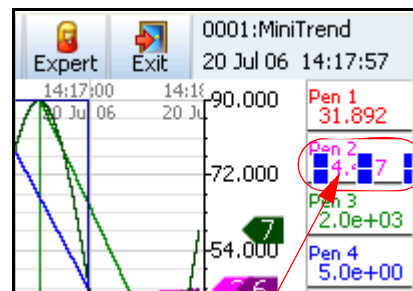 Expert
Exit
0001:MiniTrend
20 Jul 06 14:17:57
14:17:00
20 Jul 06
90.000
72.000
54.000
7
6
Pen 1
31.892
Pen 2
Pen 3
2.0e+03
Pen 4
5.0e+00